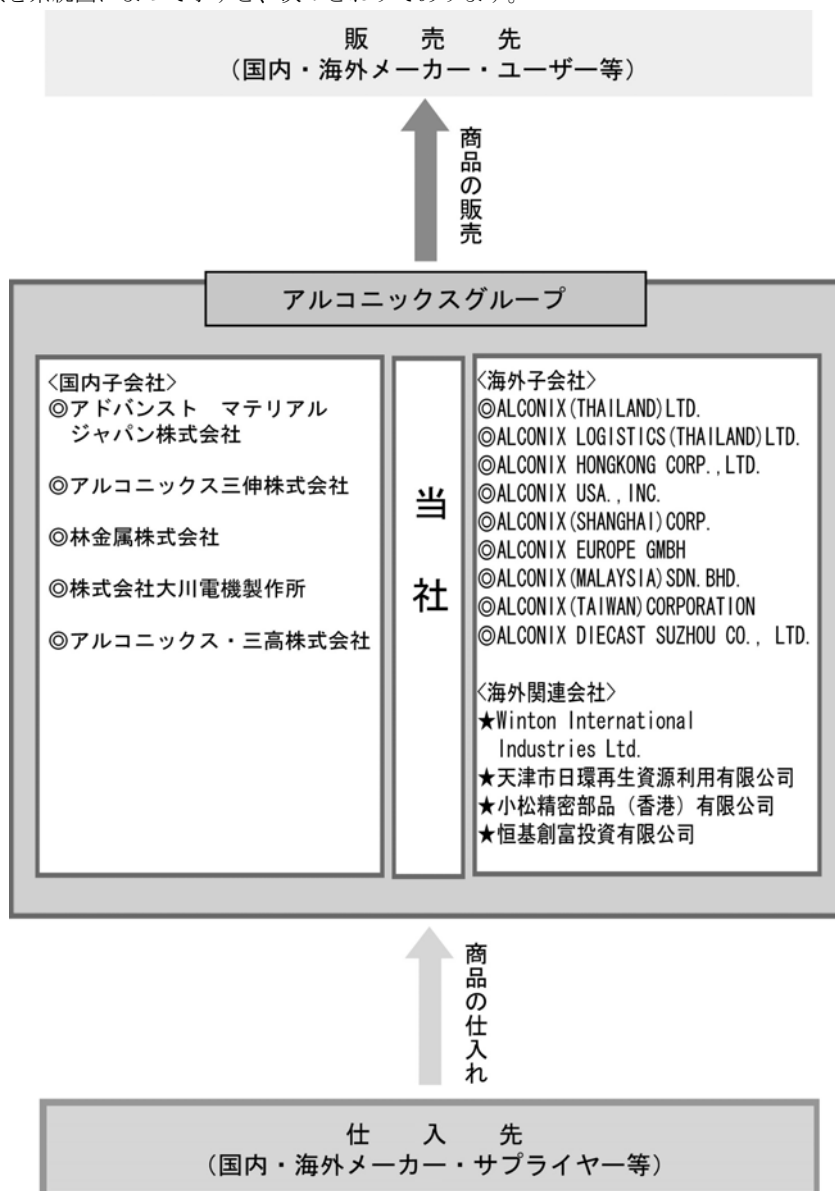 販 売 先
（国内・海外メーカー・ユーザー等）
商品の販売
アルコニックスグループ
〈国内子会社〉
◎アドバンスト マテリアル
ジャパン株式会社
◎アルコニックス三伸株式会社
◎林金属株式会社
◎株式会社大川電機製作所
◎アルコニックス・三高株式会社
当社
〈海外子会社〉
◎ALCONIX(THAILAND)LTD.
◎ALCONIX LOGISTICS(THAILAND)LTD.
◎ALCONIX HONGKONG CORP.,LTD.
◎ALCONIX USA.,INC.
◎ALCONIX(SHANGHAI)CORP.
◎ALCONIX EUROPE GMBH
◎ALCONIX(MALAYSIA)SDN.BHD.
◎ALCONIX(TAIWAN)CORPORATION
◎ALCONIX DIECAST SUZHOU CO., LTD.
〈海外関連会社〉
★Winton International
Industries Ltd.
★天津市日環再生資源利用有限公司
★小松精密部品（香港）有限公司
★恒基創富投資有限公司
商品の仕入れ
仕 入 先
（国内・海外メーカー・サプライヤー等）